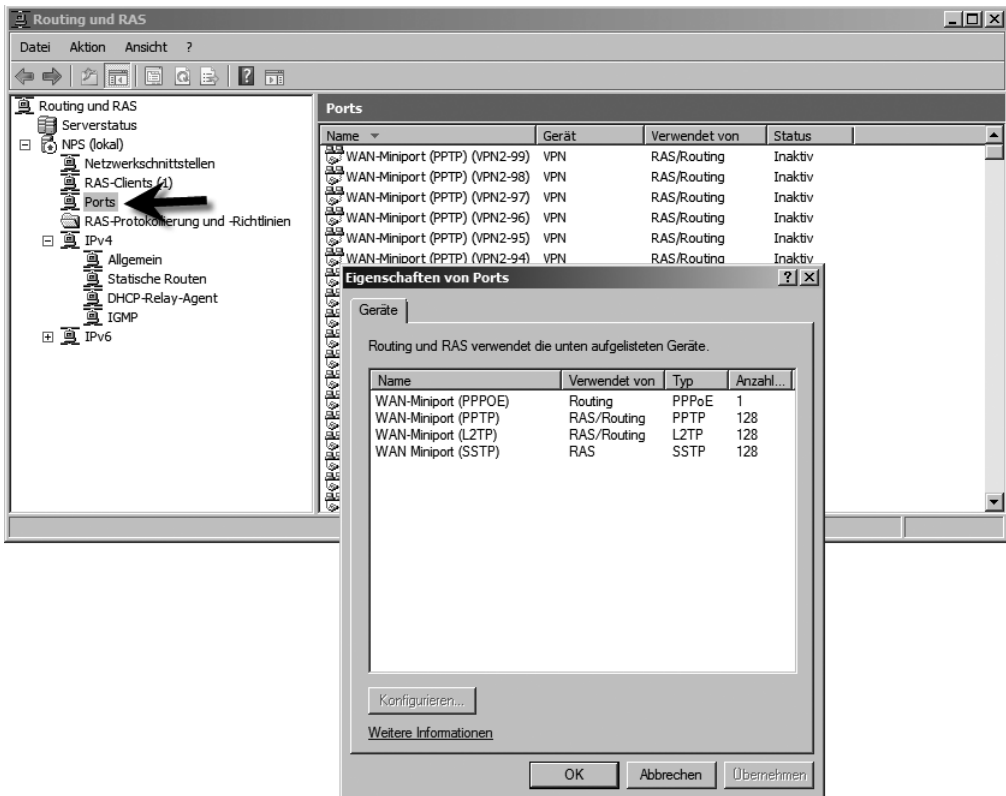 Routing und RAS
Datei Aktion Ansicht ?
Routing und RAS
Serverstatus
NPS (lokal)
Netzwerkschnittstellen
RAS-Clients (1)
Ports
RAS-Protokollierung und -Richtlinien
IPv4
Allgemein
Statische Routen
DHCP-Relay-Agent
IGMP
IPv6
Ports
Name Gerät Verwendet von Status
WAN-Miniport (PPTP) (VPN2-99) VPN RAS/Routing Inaktiv
WAN-Miniport (PPTP) (VPN2-98) VPN RAS/Routing Inaktiv
WAN-Miniport (PPTP) (VPN2-97) VPN RAS/Routing Inaktiv
WAN-Miniport (PPTP) (VPN2-96) VPN RAS/Routing Inaktiv
WAN-Miniport (PPTP) (VPN2-95) VPN RAS/Routing Inaktiv
WAN-Miniport (PPTP) (VPN2-94) VPN RAS/Routing Inaktiv
Eigenschaften von Ports
Geräte
Routing und RAS verwendet die unten aufgelisteten Geräte.
Name Verwendet von Typ Anzahl...
WAN-Miniport (PPPOE) Routing PPPoE 1
WAN-Miniport (PPTP) RAS/Routing PPTP 128
WAN-Miniport (L2TP) RAS/Routing L2TP 128
WAN Miniport (SSTP) RAS SSTP 128
Konfigurieren...
Weitere Informationen
OK Abbrechen Übernehmen